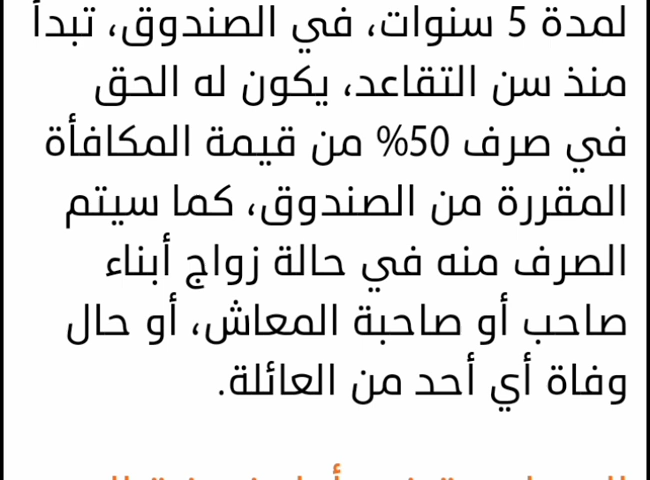 لمدة 5 سنوات، في الصندوق، تبدأ
منذ سن التقاعد، يكون له الحق
في صرف 50% من قيمة المكافأة
المقررة من الصندوق، كما سيتم
الصرف منه في حالة زواج أبناء
صاحب أو صاحبة المعاش، أو حال
وفاة أي أحد من العائلة.